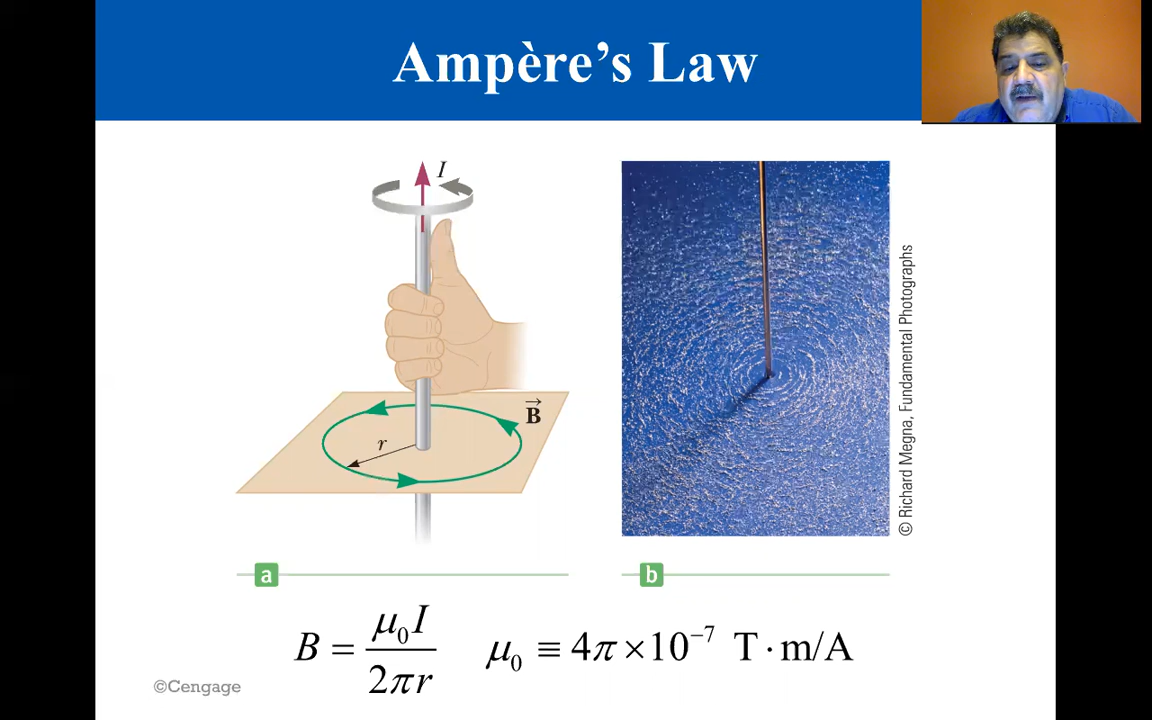 Ampère's Law
I
B⃗
r
© Richard Megna, Fundamental Photographs
a
b
B = μ₀I / 2πr
μ₀ ≡ 4π × 10⁻⁷ T · m/A
©Cengage